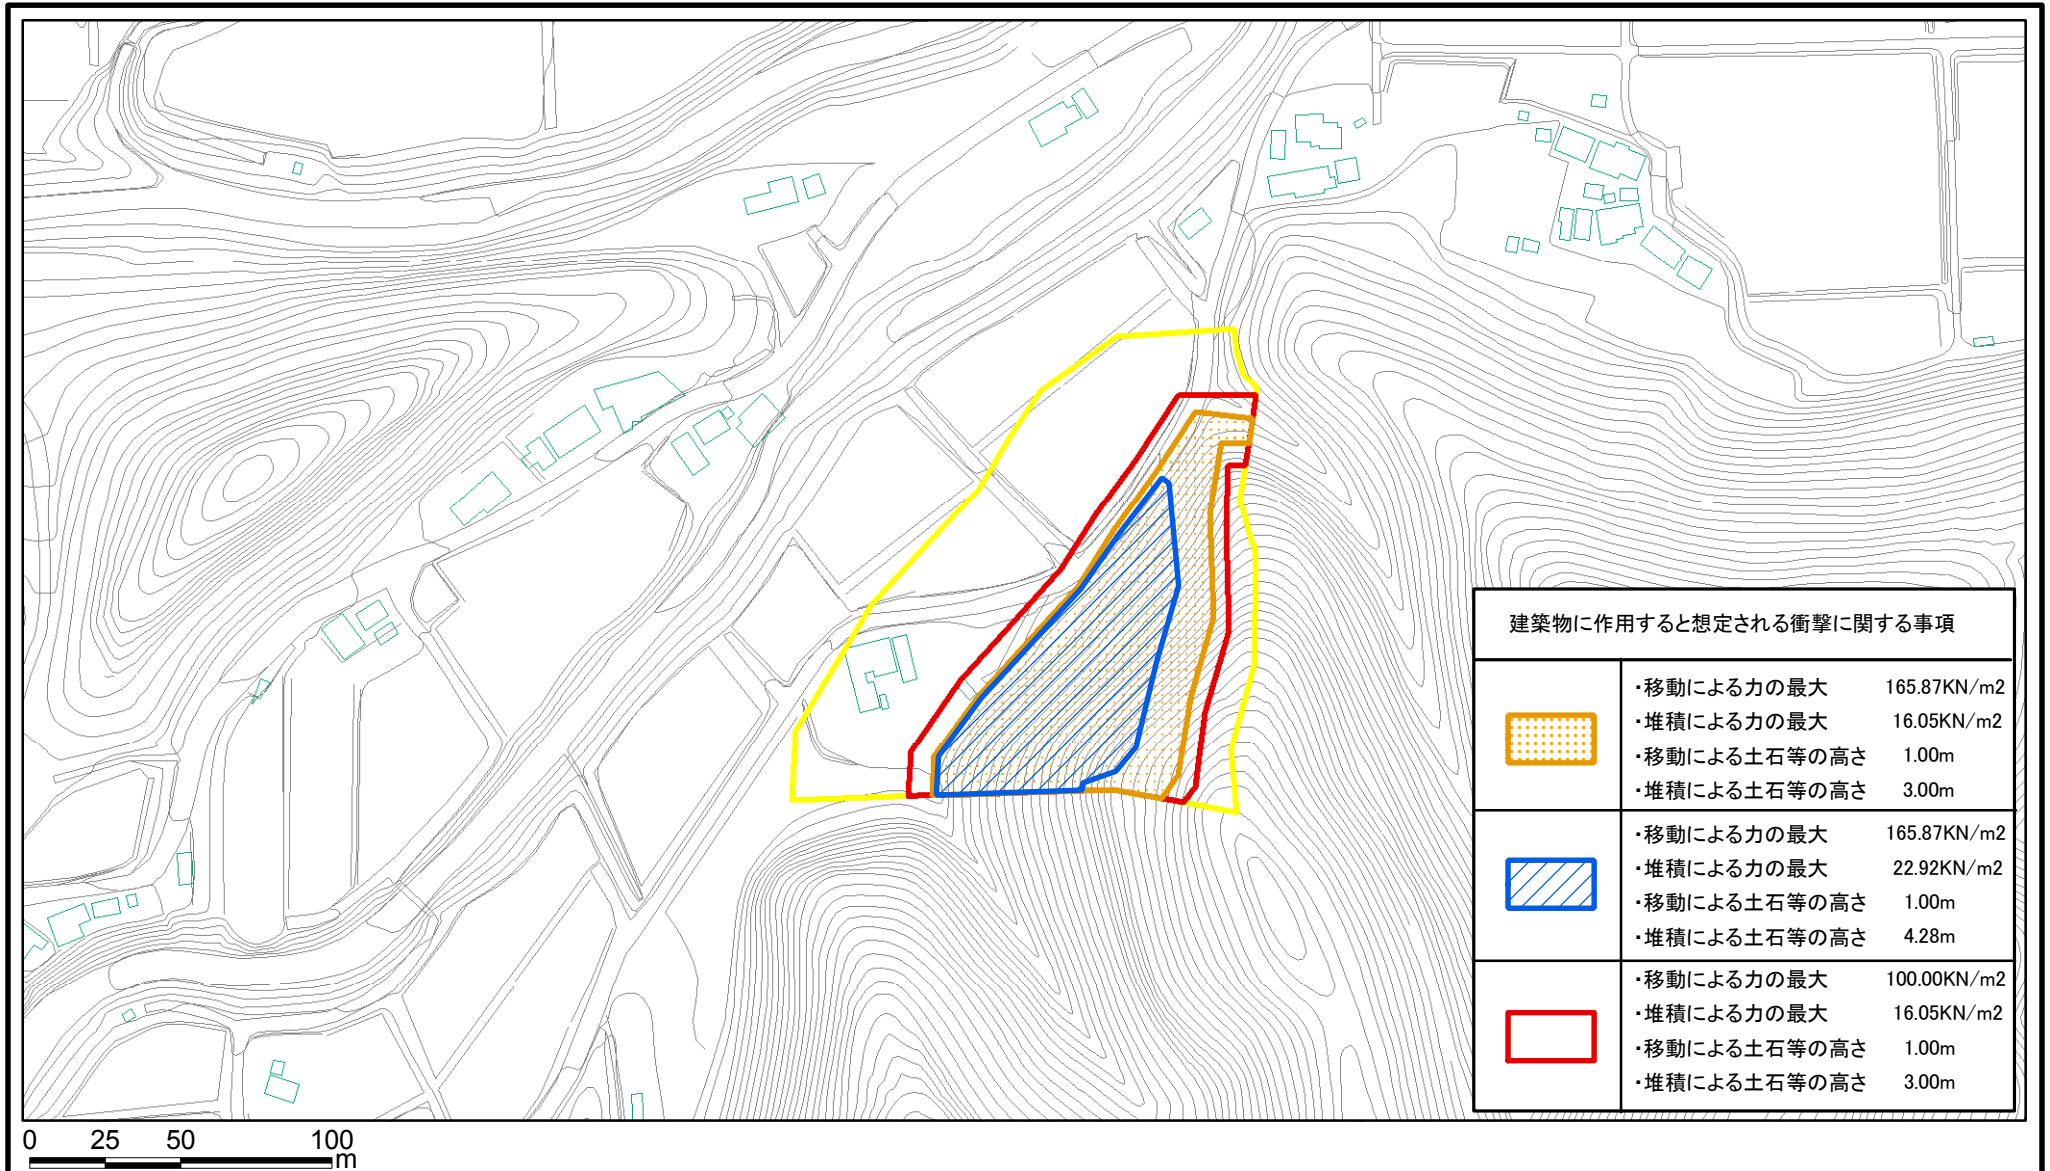 建築物に作用すると想定される衝撃に関する事項
・移動による力の最大 165.87KN/m2
・堆積による力の最大 16.05KN/m2
・移動による土石等の高さ 1.00m
・堆積による土石等の高さ 3.00m
・移動による力の最大 165.87KN/m2
・堆積による力の最大 22.92KN/m2
・移動による土石等の高さ 1.00m
・堆積による土石等の高さ 4.28m
・移動による力の最大 100.00KN/m2
・堆積による力の最大 16.05KN/m2
・移動による土石等の高さ 1.00m
・堆積による土石等の高さ 3.00m
0 25 50 100
m